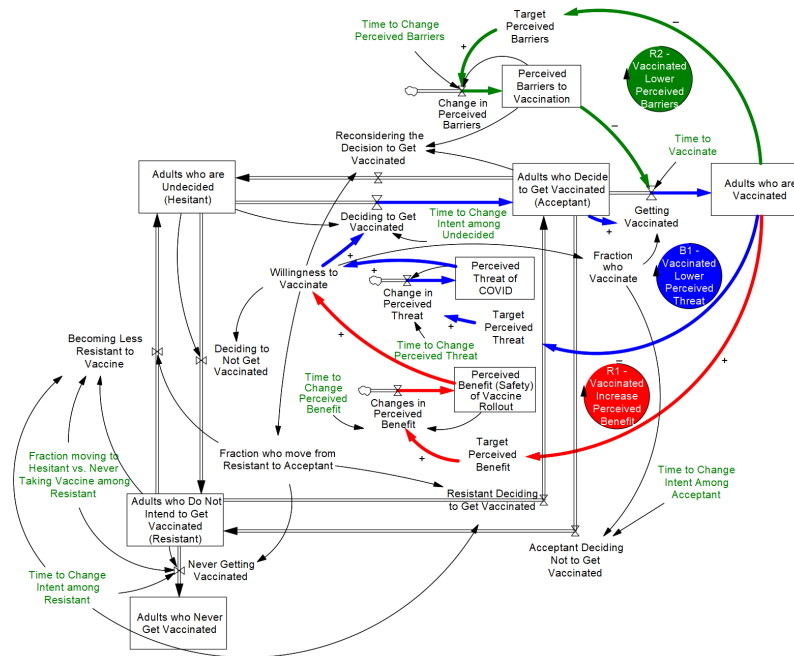 Target Perceived
Barriers
Time to Change
Perceived Barriers
R2 -
Vaccinated
Lower
Perceived
Barriers
Perceived
Barriers to
Vaccination
Change in
Perceived
Barriers
Reconsidering the
Decision to Get
Vaccinated
Time to
Vaccinate
Adults who are
Undecided
(Hesitant)
Adults who Decide
to Get Vaccinated
(Acceptant)
Adults who are
Vaccinated
Deciding to Get
Vaccinated
Time to Change
Intent among
Undecided
Getting
Vaccinated
Fraction
who
Vaccinate
B1 -
Vaccinated
Lower
Perceived
Threat
Willingness to
Vaccinate
Perceived
Threat of
COVID
Change in
Perceived
Threat
Target
Perceived Threat
Time to Change
Perceived Threat
Becoming Less
Resistant to
Vaccine
Deciding to
Not Get
Vaccinated
Time to
Change
Perceived
Benefit
Perceived
Benefit (Safety)
of Vaccine
Rollout
Changes in
Perceived
Benefit
R1 -
Vaccinated
Increase
Perceived
Benefit
Target
Perceived
Benefit
Fraction moving to
Hesitant vs. Never
Taking Vaccine among
Resistant
Fraction who move from
Resistant to Acceptant
Time to Change
Intent Among
Acceptant
Adults who Do Not
Intend to Get
Vaccinated
(Resistant)
Resistant Deciding
to Get Vaccinated
Acceptant Deciding
Not to Get
Vaccinated
Never Getting
Vaccinated
Time to Change
Intent among
Resistant
Adults who Never
Get Vaccinated